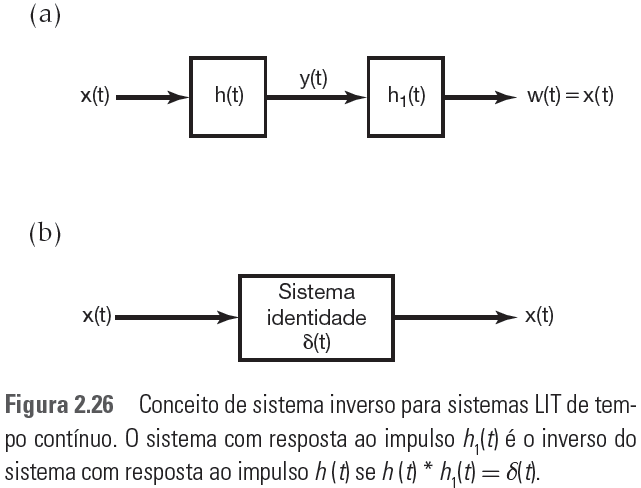 (a)
x(t) h(t) y(t) h₁(t) w(t) = x(t)
(b)
Sistema
x(t) identidade x(t)
δ(t)
Figura 2.26 Conceito de sistema inverso para sistemas LIT de tem-
po contínuo. O sistema com resposta ao impulso h₁(t) é o inverso do
sistema com resposta ao impulso h (t) se h (t) * h₁(t) = δ(t).